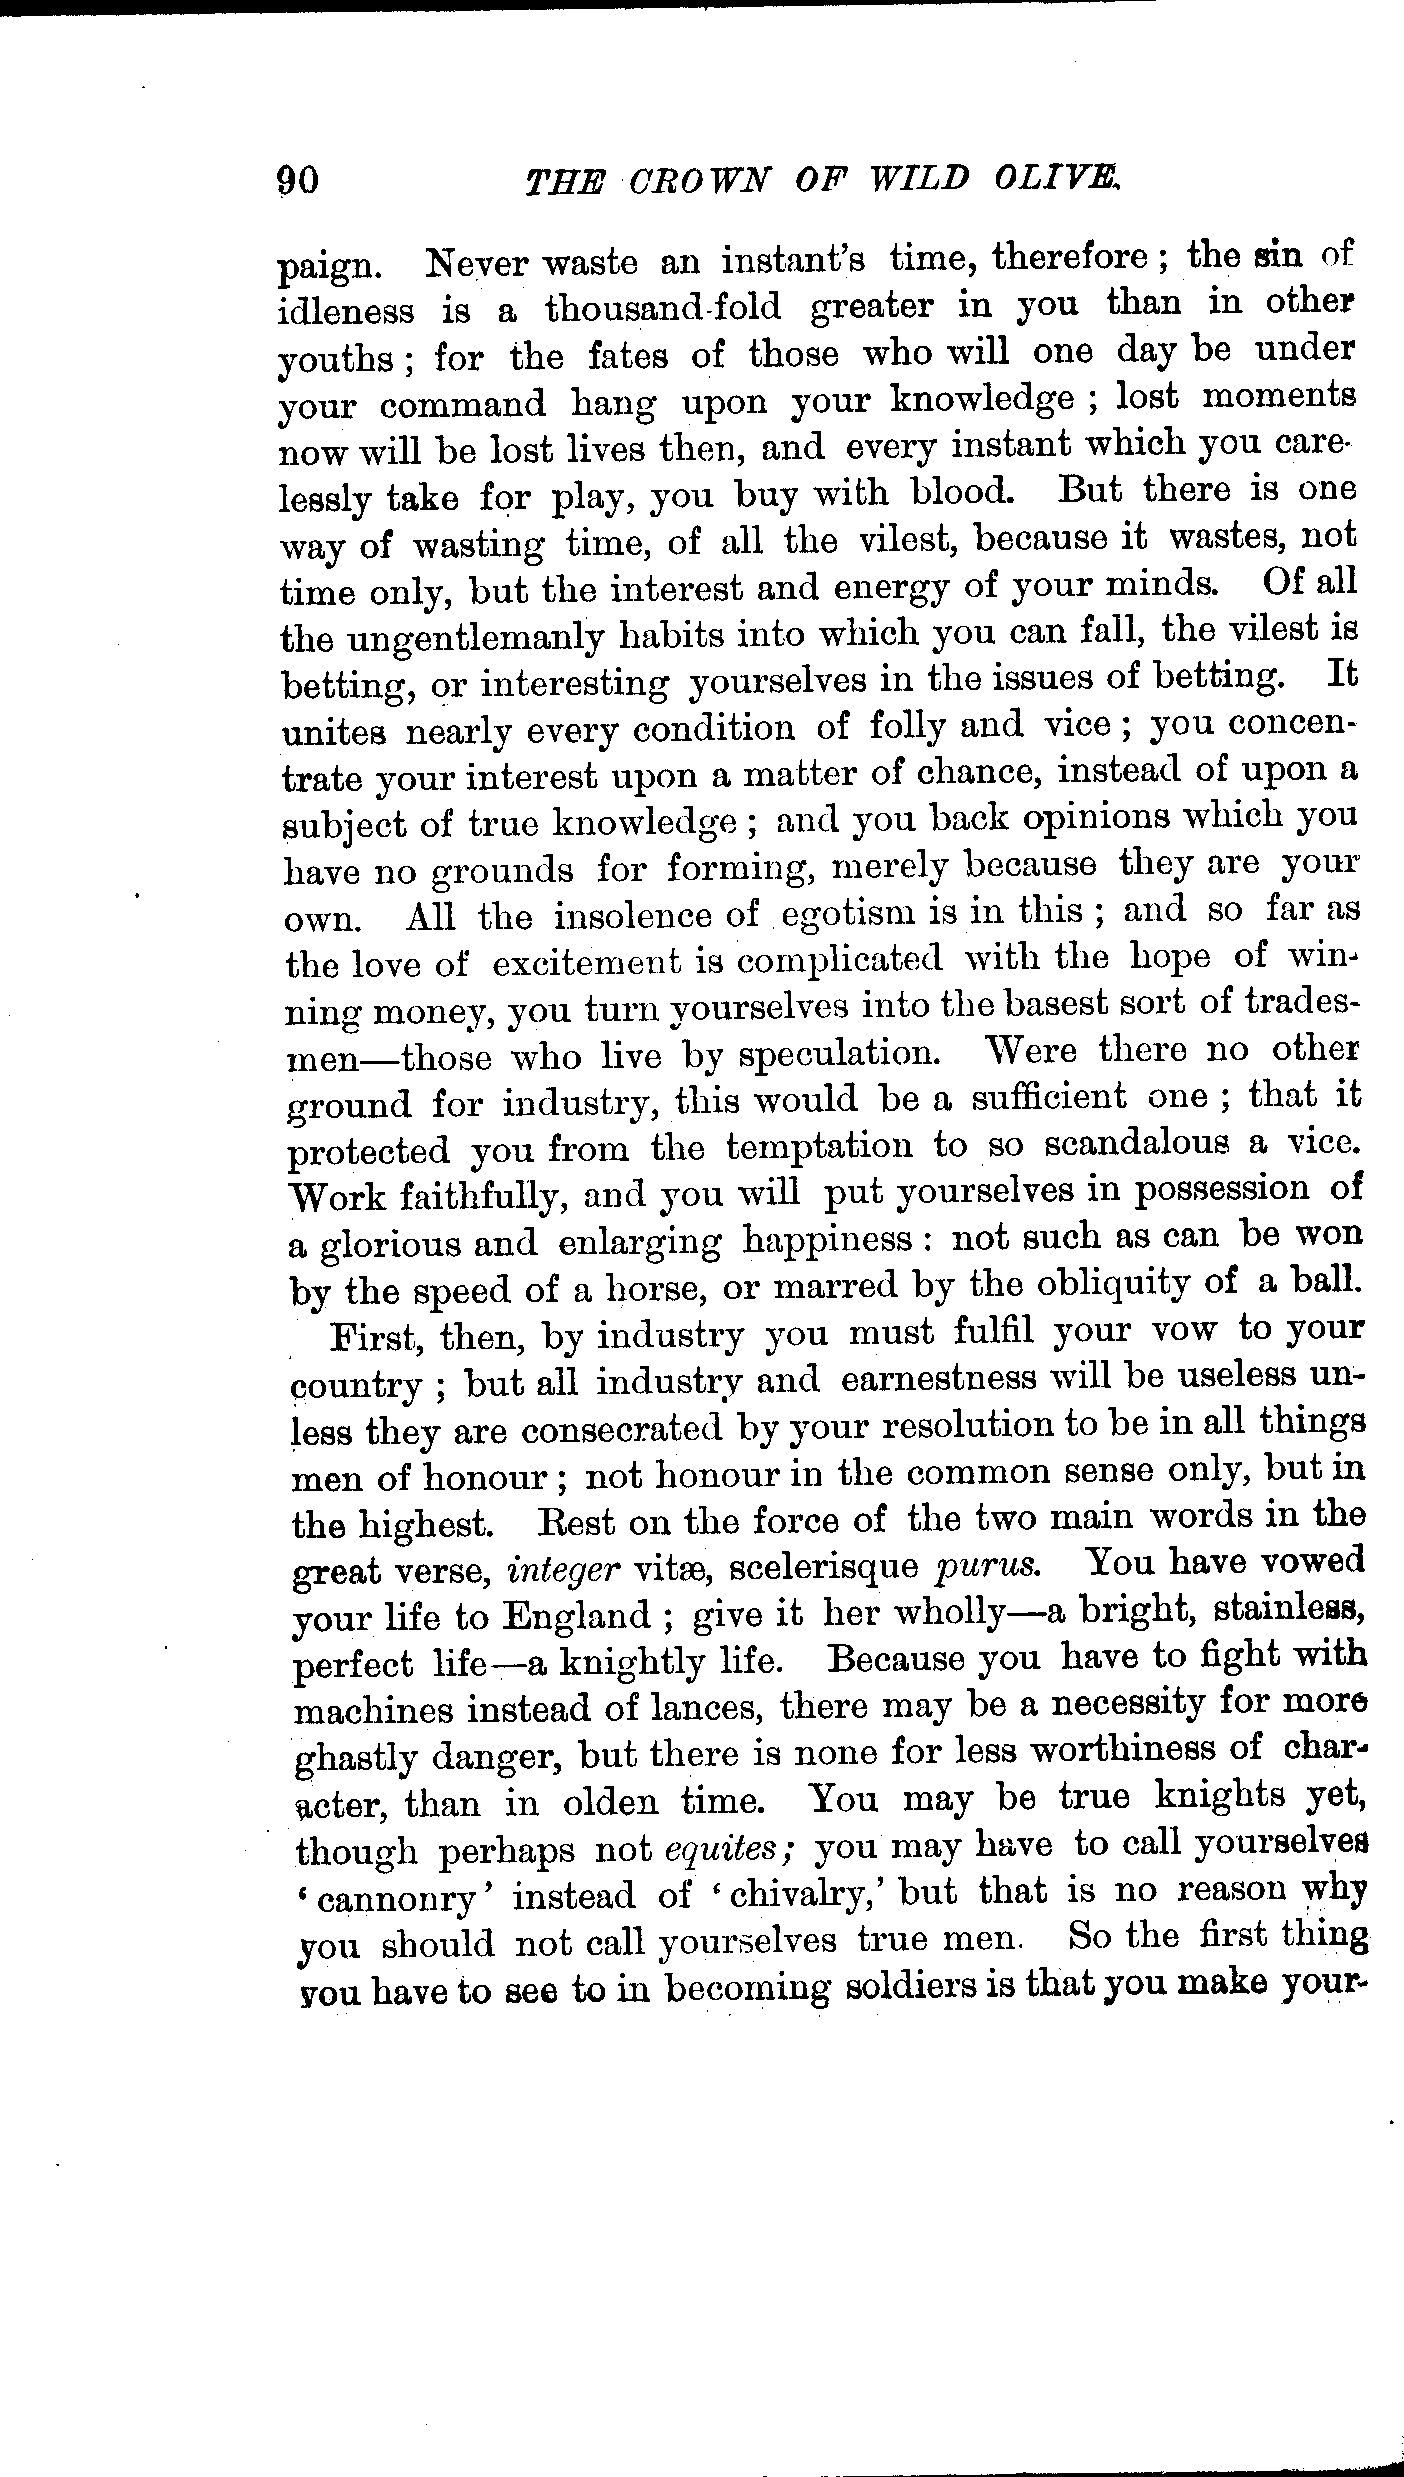 90 THE CROWN OF WILD OLIVE.
paign. Never waste an instant's time, therefore; the sin of
idleness is a thousand-fold greater in you than in other
youths; for the fates of those who will one day be under
your command hang upon your knowledge; lost moments
now will be lost lives then, and every instant which you care-
lessly take for play, you buy with blood. But there is one
way of wasting time, of all the vilest, because it wastes, not
time only, but the interest and energy of your minds. Of all
the ungentlemanly habits into which you can fall, the vilest is
betting, or interesting yourselves in the issues of betting. It
unites nearly every condition of folly and vice; you concen-
trate your interest upon a matter of chance, instead of upon a
subject of true knowledge; and you back opinions which you
have no grounds for forming, merely because they are your
own. All the insolence of egotism is in this; and so far as
the love of excitement is complicated with the hope of win-
ning money, you turn yourselves into the basest sort of trades-
men—those who live by speculation. Were there no other
ground for industry, this would be a sufficient one; that it
protected you from the temptation to so scandalous a vice.
Work faithfully, and you will put yourselves in possession of
a glorious and enlarging happiness: not such as can be won
by the speed of a horse, or marred by the obliquity of a ball.
First, then, by industry you must fulfil your vow to your
country; but all industry and earnestness will be useless un-
less they are consecrated by your resolution to be in all things
men of honour; not honour in the common sense only, but in
the highest. Rest on the force of the two main words in the
great verse, integer vitæ, scelerisque purus. You have vowed
your life to England; give it her wholly—a bright, stainless,
perfect life—a knightly life. Because you have to fight with
machines instead of lances, there may be a necessity for more
ghastly danger, but there is none for less worthiness of char-
acter, than in olden time. You may be true knights yet,
though perhaps not equites; you may have to call yourselves
'cannonry' instead of 'chivalry,' but that is no reason why
you should not call yourselves true men. So the first thing
you have to see to in becoming soldiers is that you make your-